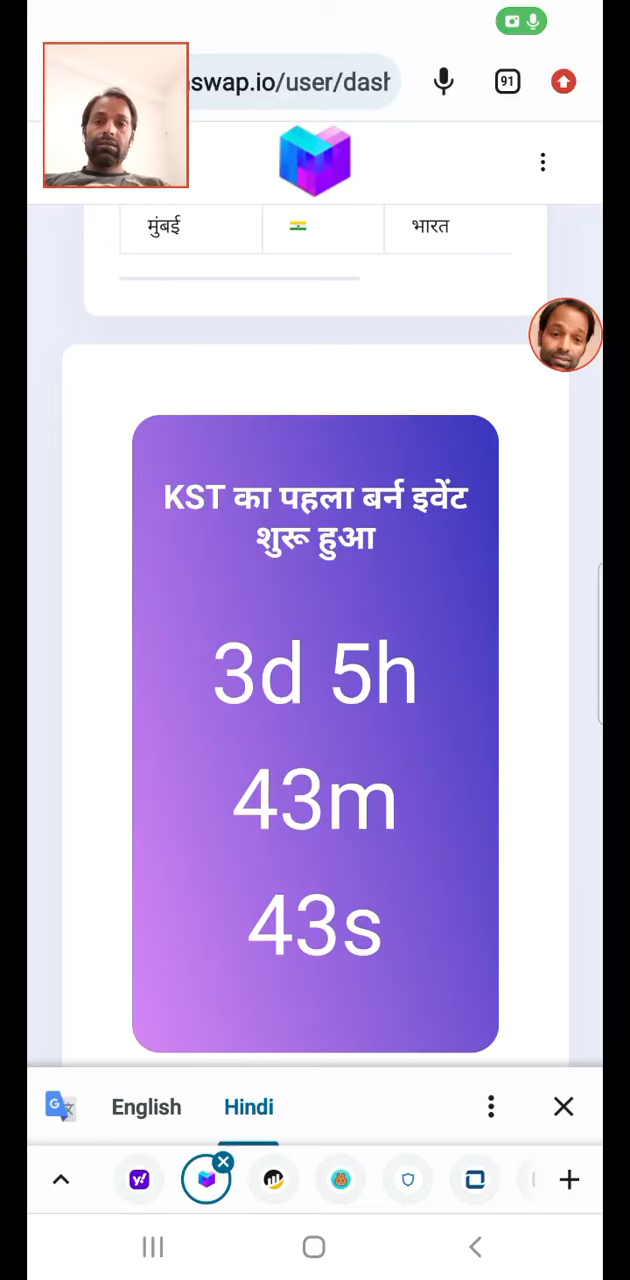 swap.io/user/dash
91
मुंबई
भारत
KST का पहला बर्न इवेंट
शुरू हुआ
3d 5h
43m
43s
English
Hindi